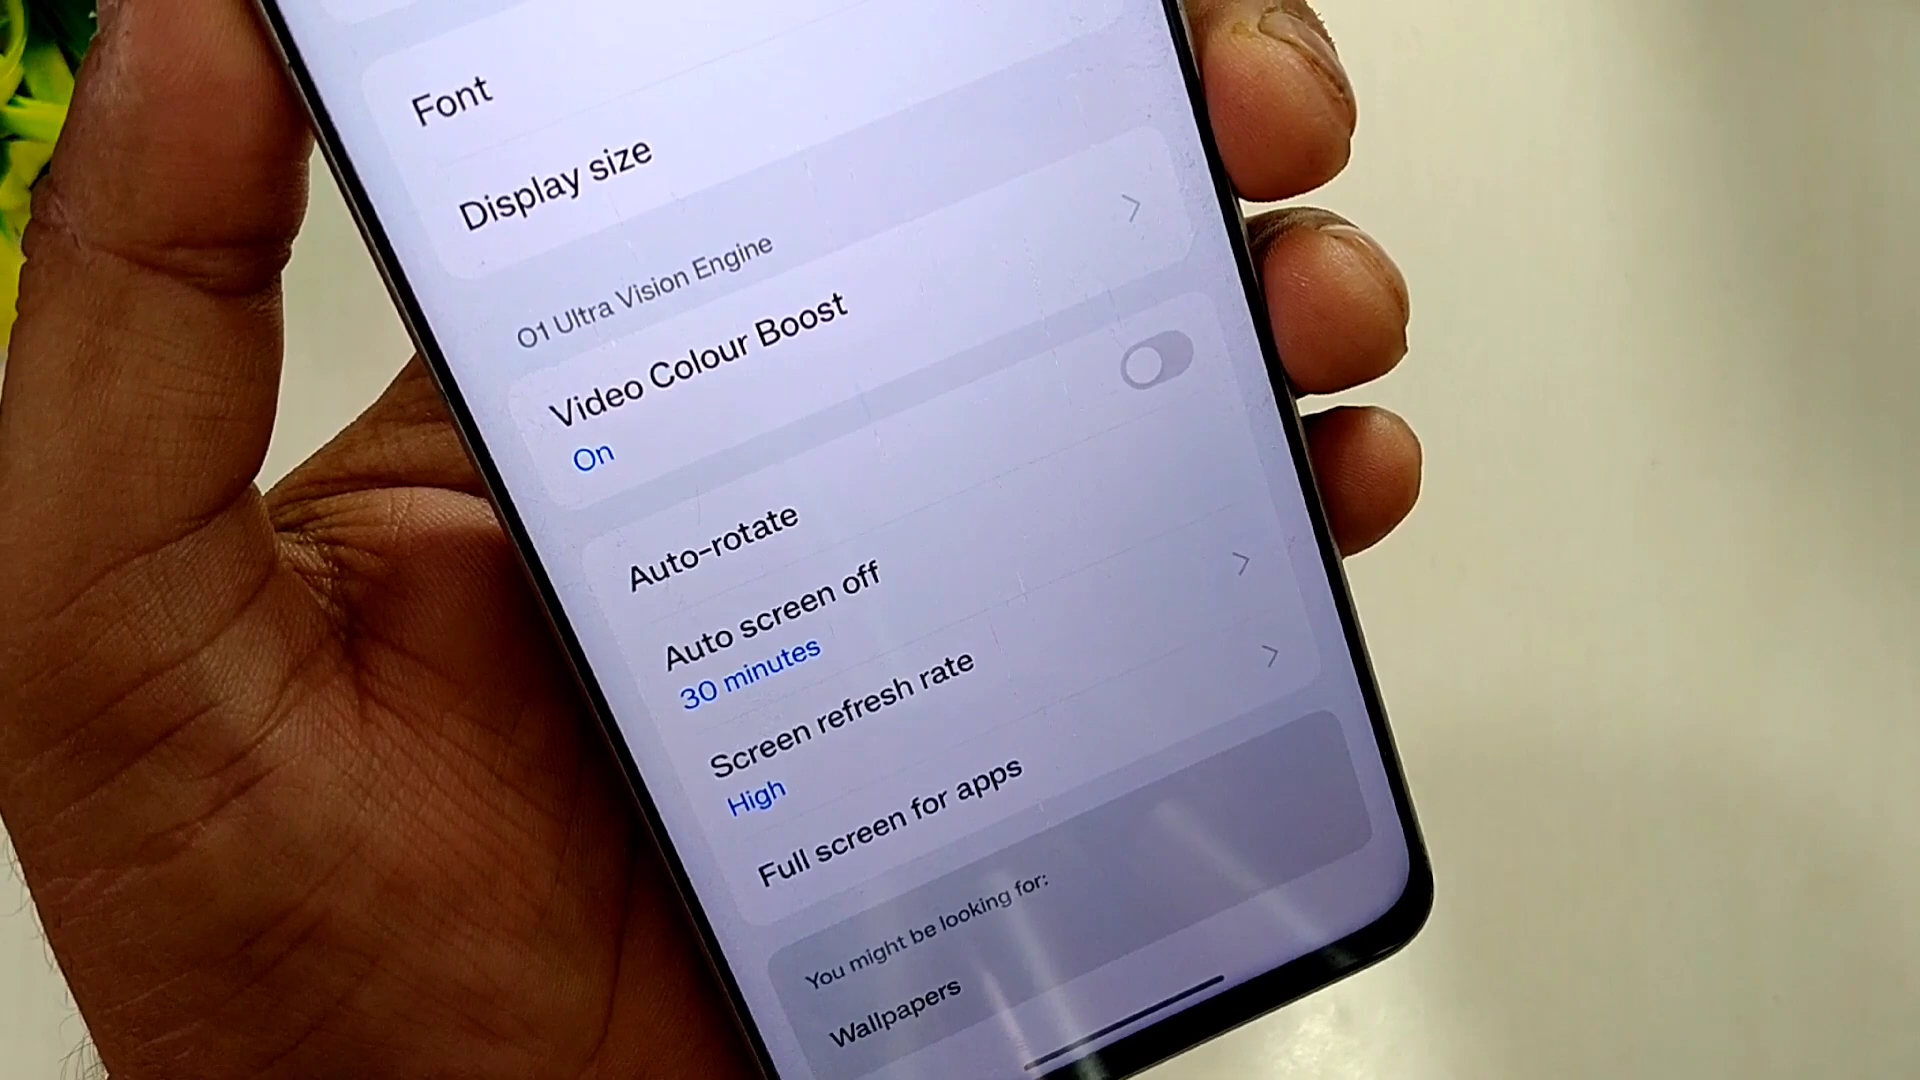 Font
Display size
O1 Ultra Vision Engine
Video Colour Boost
On
Auto-rotate
Auto screen off
30 minutes
Screen refresh rate
High
Full screen for apps
You might be looking for:
Wallpapers